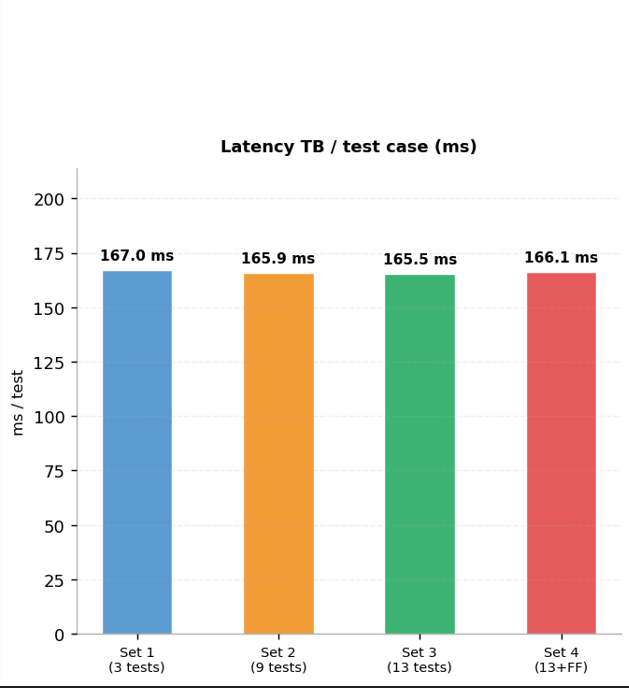 Latency TB / test case (ms)
200
175
150
125
100
75
50
25
0
ms / test
167.0 ms
165.9 ms
165.5 ms
166.1 ms
Set 1
(3 tests)
Set 2
(9 tests)
Set 3
(13 tests)
Set 4
(13+FF)